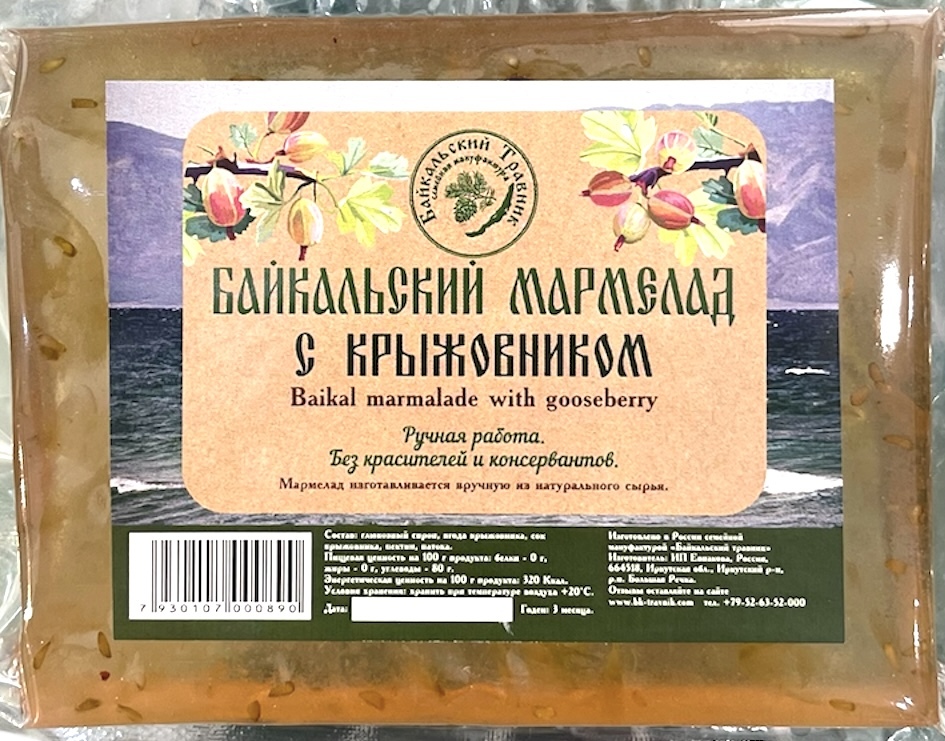 Байкальский Травник
семейная мануфактура
БАЙКАЛЬСКИЙ МАРМЕЛАД
С КРЫЖОВНИКОМ
Baikal marmalade with gooseberry
Ручная работа.
Без красителей и консервантов.
Мармелад изготавливается вручную из натурального сырья.
Состав: глюкозный сироп, ягода крыжовника, сок
крыжовника, пектин, патока.
Пищевая ценность на 100 г продукта: белки - 0 г,
жиры - 0 г, углеводы - 80 г.
Энергетическая ценность на 100 г продукта: 320 Ккал.
Условия хранения: хранить при температуре воздуха +20°С.
Дата: Годен: 3 месяца.
7 930107 000890
Изготовлено в России семейной
мануфактурой «Байкальский травник»
Изготовитель: ИП Россия,
664518, Иркутская обл., Иркутский р-н,
р.п. Большая Речка.
Отзывы оставляйте на сайте
www.bk-travnik.com тел. +79-52-63-52-000